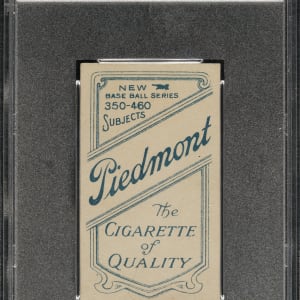 NEW
BASE BALL SERIES
350-460
SUBJECTS
Piedmont
The
CIGARETTE
of
QUALITY